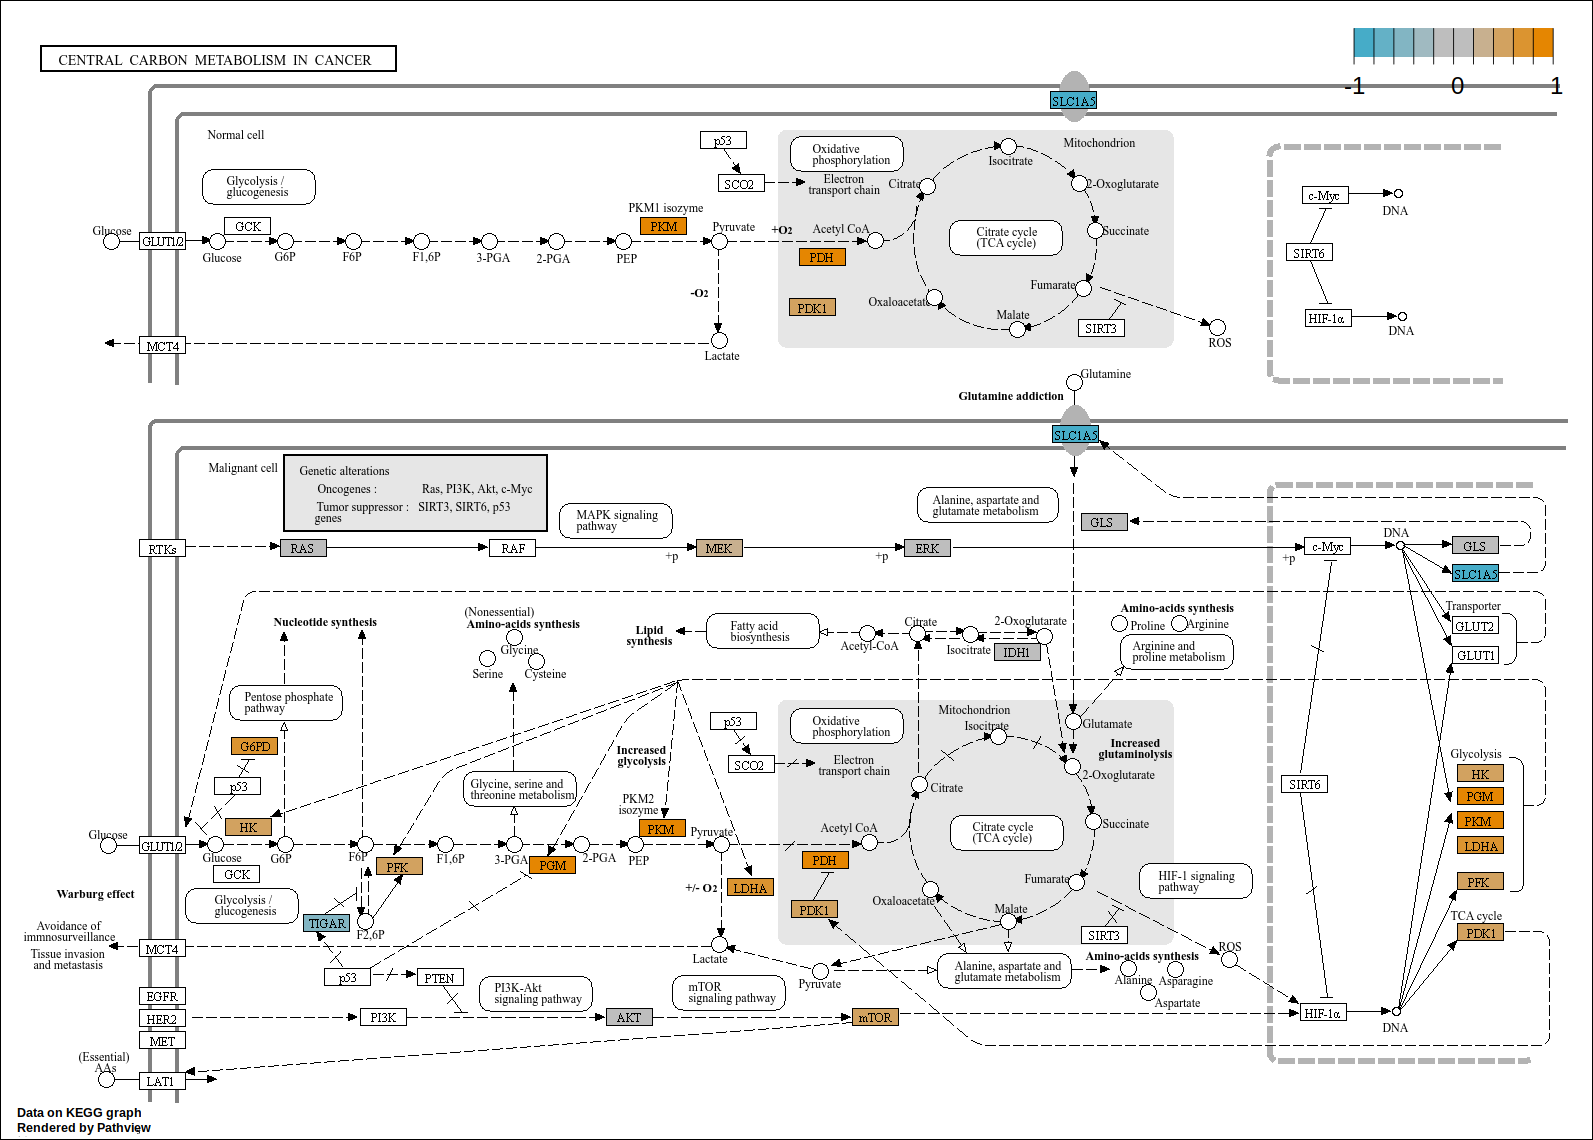 CENTRAL CARBON METABOLISM IN CANCER
-1
0
1
SLC1A5
Normal cell
p53
SCO2
Oxidative
phosphorylation
Electron
transport chain
Mitochondrion
Isocitrate
Citrate
2-Oxoglutarate
Glycolysis /
glucogenesis
PKM1 isozyme
GCK
PKM
Glucose
GLUT1/2
Glucose
G6P
F6P
F1,6P
3-PGA
2-PGA
PEP
Pyruvate
+O2
Acetyl CoA
PDH
Citrate cycle
(TCA cycle)
Succinate
Fumarate
-O2
PDK1
Oxaloacetate
Malate
SIRT3
ROS
MCT4
Lactate
c-Myc
DNA
SIRT6
HIF-1α
DNA
Glutamine
Glutamine addiction
SLC1A5
Malignant cell
Genetic alterations
Oncogenes :
Ras, PI3K, Akt, c-Myc
Tumor suppressor :
SIRT3, SIRT6, p53
genes
MAPK signaling
pathway
Alanine, aspartate and
glutamate metabolism
GLS
RTKs
RAS
RAF
+p
MEK
+p
ERK
+p
c-Myc
DNA
GLS
SLC1A5
Transporter
GLUT2
GLUT1
Nucleotide synthesis
(Nonessential)
Amino-acids synthesis
Glycine
Serine
Cysteine
Lipid
synthesis
Fatty acid
biosynthesis
Acetyl-CoA
Citrate
Isocitrate
2-Oxoglutarate
IDH1
Amino-acids synthesis
Proline
Arginine
Arginine and
proline metabolism
Pentose phosphate
pathway
G6PD
p53
HK
Glycine, serine and
threonine metabolism
Increased
glycolysis
PKM2
isozyme
PKM
p53
SCO2
Oxidative
phosphorylation
Electron
transport chain
Mitochondrion
Isocitrate
Glutamate
Increased
glutaminolysis
2-Oxoglutarate
Citrate
Citrate cycle
(TCA cycle)
Succinate
Fumarate
Malate
Oxaloacetate
SIRT3
Glucose
GLUT1/2
Glucose
GCK
G6P
F6P
PFK
F1,6P
3-PGA
PGM
2-PGA
PEP
Pyruvate
Acetyl CoA
PDH
PDK1
+/- O2
LDHA
Warburg effect
Glycolysis /
glucogenesis
TIGAR
F2,6P
Avoidance of
immnosurveillance
Tissue invasion
and metastasis
MCT4
Lactate
Pyruvate
Alanine, aspartate and
glutamate metabolism
Amino-acids synthesis
Alanine
Asparagine
Aspartate
ROS
HIF-1 signaling
pathway
SIRT6
Glycolysis
HK
PGM
PKM
LDHA
PFK
TCA cycle
PDK1
p53
PTEN
PI3K-Akt
signaling pathway
mTOR
signaling pathway
EGFR
HER2
MET
PI3K
AKT
mTOR
HIF-1α
DNA
(Essential)
AAs
LAT1
Data on KEGG graph
Rendered by Pathview